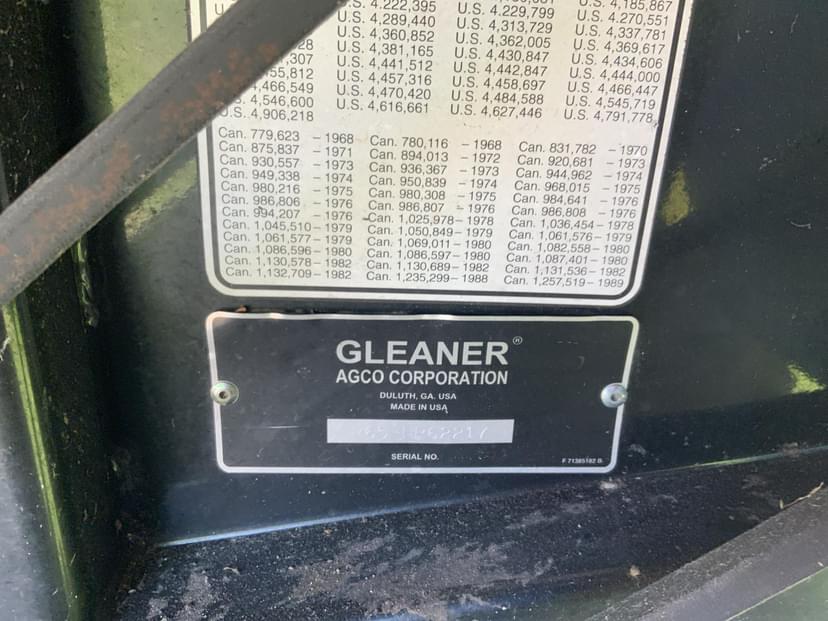 U.S. 4,222,395 U.S. 4,229,799 U.S. 4,185,867
U.S. 4,289,440 U.S. 4,313,729 U.S. 4,270,551
U.S. 4,360,852 U.S. 4,362,005 U.S. 4,337,781
U.S. 4,381,165 U.S. 4,430,847 U.S. 4,369,617
U.S. 4,441,512 U.S. 4,442,847 U.S. 4,434,606
U.S. 4,457,316 U.S. 4,458,697 U.S. 4,444,000
4,466,549 U.S. 4,470,420 U.S. 4,484,588 U.S. 4,466,447
4,546,600 U.S. 4,616,661 U.S. 4,627,446 U.S. 4,545,719
4,906,218 U.S. 4,791,778
Can. 779,623 – 1968 Can. 780,116 – 1968 Can. 831,782 – 1970
Can. 875,837 – 1971 Can. 894,013 – 1972 Can. 920,681 – 1973
Can. 930,557 – 1973 Can. 936,367 – 1973 Can. 944,962 – 1974
Can. 949,338 – 1974 Can. 950,839 – 1974 Can. 968,015 – 1975
Can. 980,216 – 1975 Can. 980,308 – 1975 Can. 984,641 – 1976
Can. 986,806 – 1976 Can. 986,807 – 1976 Can. 986,808 – 1976
Can. 994,207 – 1976 Can. 1,025,978 – 1978 Can. 1,036,454 – 1978
Can. 1,045,510 – 1979 Can. 1,050,849 – 1979 Can. 1,061,576 – 1979
Can. 1,061,577 – 1979 Can. 1,069,011 – 1980 Can. 1,082,558 – 1980
Can. 1,086,596 – 1980 Can. 1,086,597 – 1980 Can. 1,087,401 – 1980
Can. 1,130,578 – 1982 Can. 1,130,689 – 1982 Can. 1,131,536 – 1982
Can. 1,132,709 – 1982 Can. 1,235,299 – 1988 Can. 1,257,519 – 1989
GLEANER®
AGCO CORPORATION
DULUTH, GA. USA
MADE IN USA
SERIAL NO.
F 71385182 B